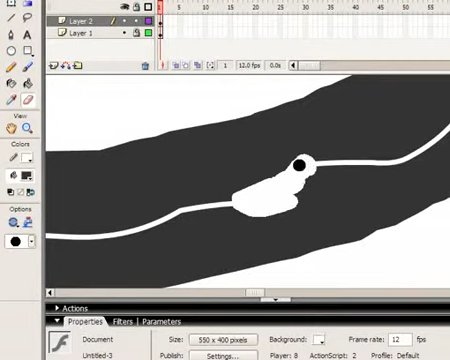 5 10 15 20 25 30 35 40 45 50 55
Layer 2
Layer 1
1 12.0 fps 0.0s
View
Colors
Options
Actions
Properties Filters Parameters
Document Size: 550 x 400 pixels Background: Frame rate: 12 fps
Untitled-3 Publish: Settings... Player: 8 ActionScript: 2 Profile: Default